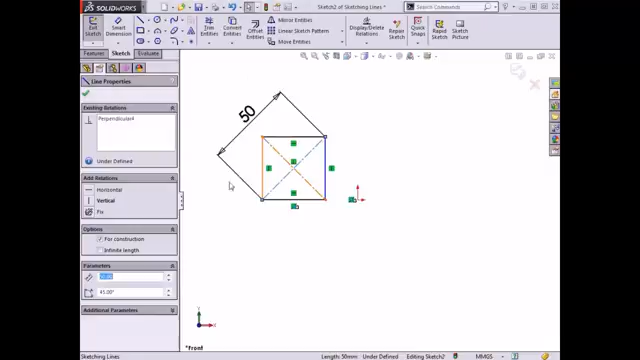 SOLIDWORKS
Sketch2 of Sketching Lines *
Search Commands
Exit Sketch
Smart Dimension
Trim Entities
Convert Entities
Offset Entities
Mirror Entities
Linear Sketch Pattern
Move Entities
Display/Delete Relations
Repair Sketch
Quick Snaps
Rapid Sketch
Sketch Picture
Features
Sketch
Evaluate
Line Properties
Existing Relations
Perpendicular4
Under Defined
Add Relations
Horizontal
Vertical
Fix
Options
For construction
Infinite length
Parameters
50.00
45.00°
Additional Parameters
50
Y
X
*Front
Sketching Lines
Length: 50mm
Under Defined
Editing Sketch2
MMGS